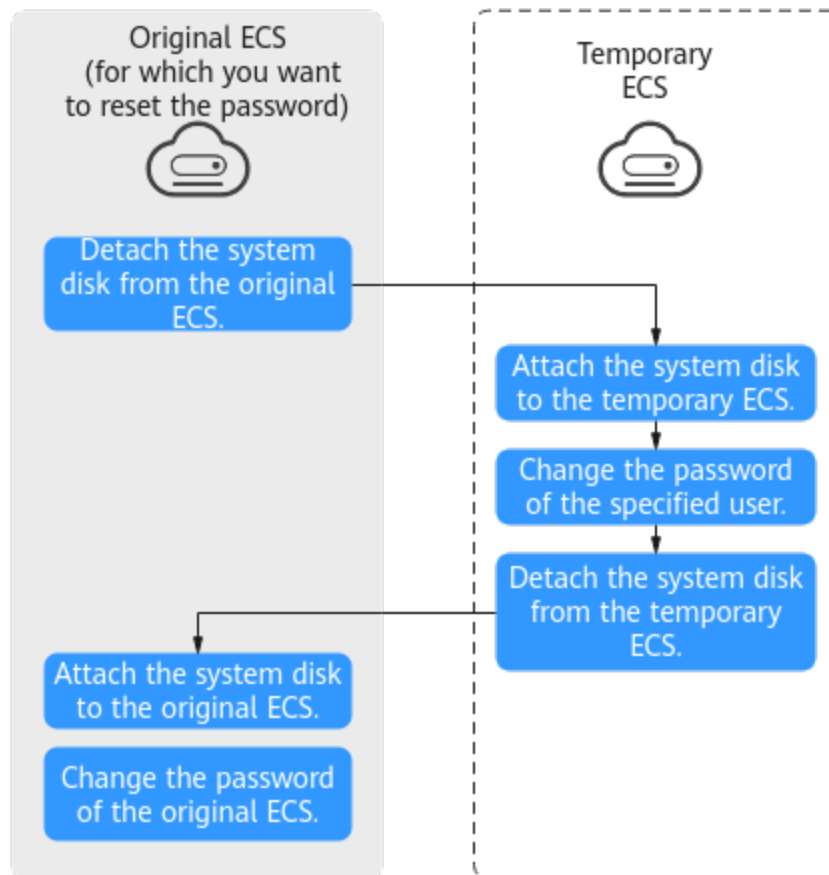 Original ECS
(for which you want
to reset the password)
Temporary
ECS
Detach the system
disk from the original
ECS.
Attach the system disk
to the temporary ECS.
Change the password
of the specified user.
Detach the system disk
from the temporary
ECS.
Attach the system disk
to the original ECS.
Change the password
of the original ECS.